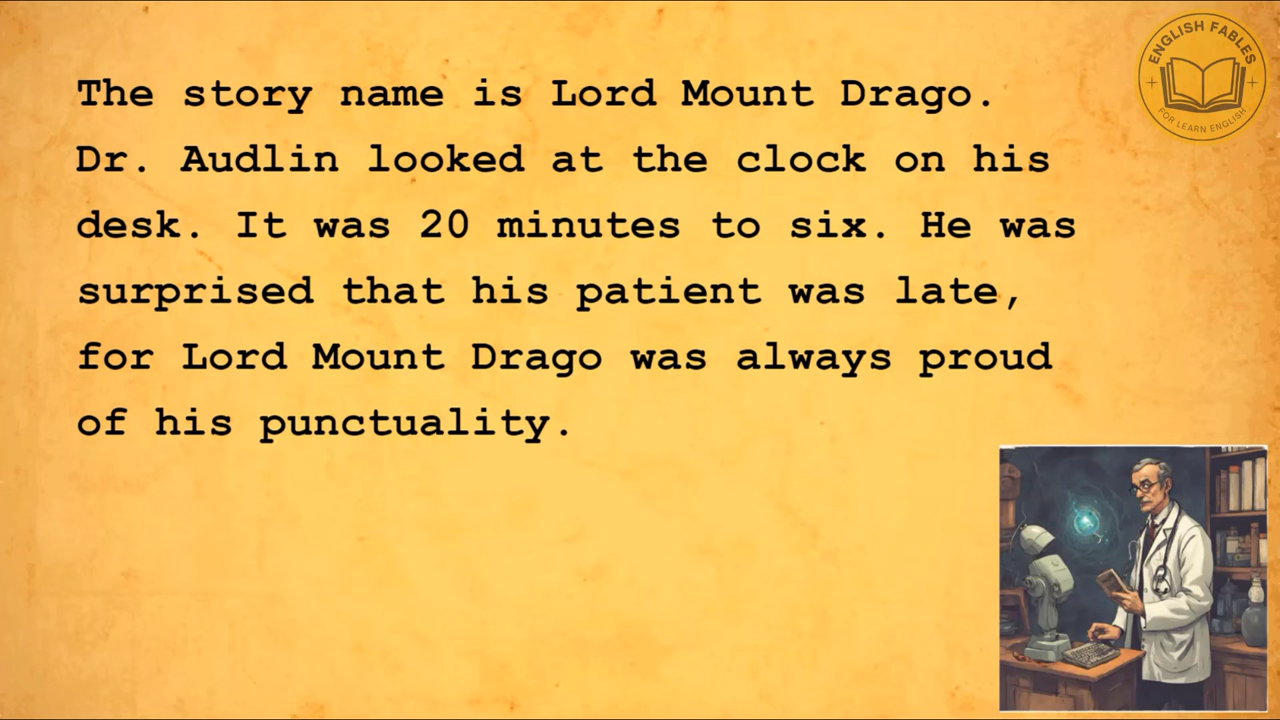 The story name is Lord Mount Drago.
Dr. Audlin looked at the clock on his
desk. It was 20 minutes to six. He was
surprised that his patient was late,
for Lord Mount Drago was always proud
of his punctuality.
ENGLISH FABLES
FOR LEARN ENGLISH